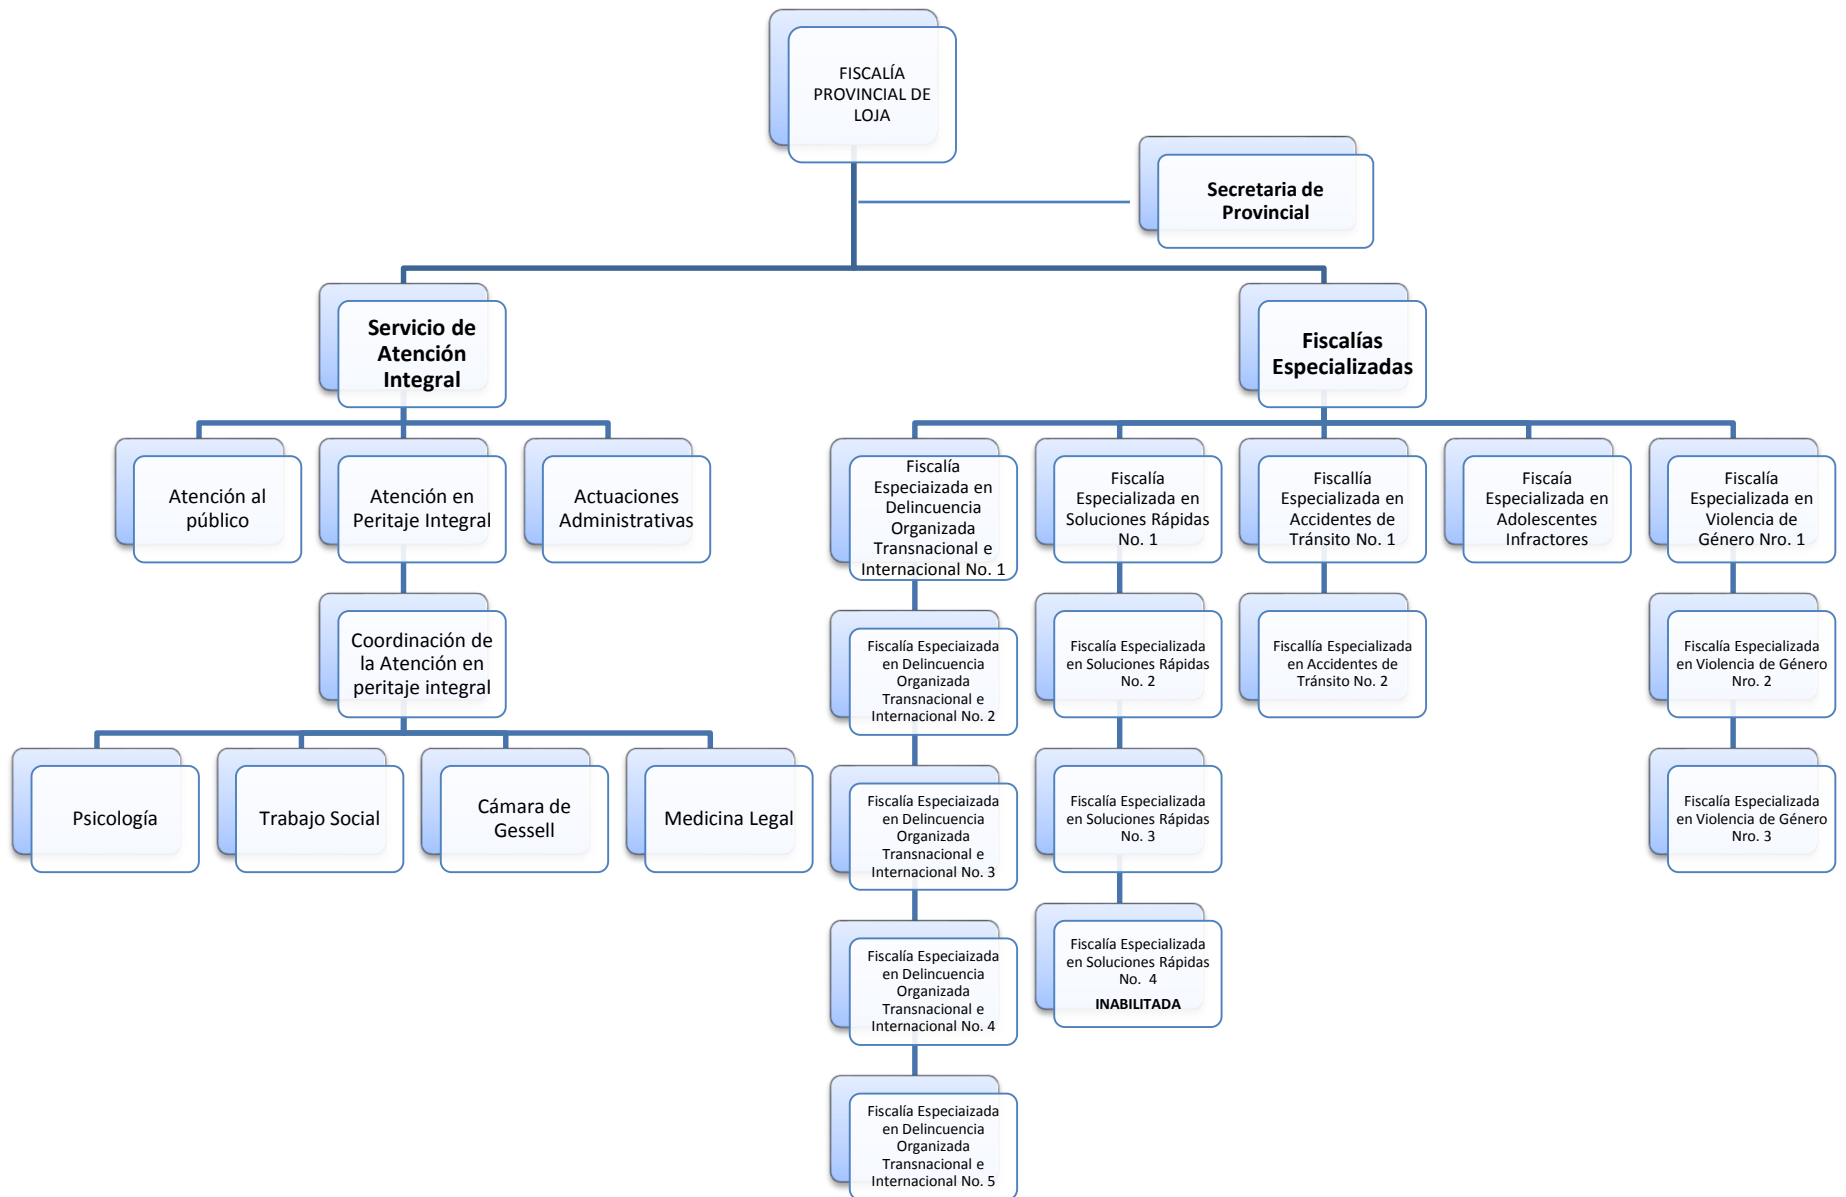 FISCALÍA
PROVINCIAL DE
LOJA
Secretaria de
Provincial
Servicio de
Atención
Integral
Fiscalías
Especializadas
Atención al
público
Atención en
Peritaje Integral
Actuaciones
Administrativas
Fiscalía
Especiaizada en
Delincuencia
Organizada
Transnacional e
Internacional No. 1
Fiscalía
Especializada en
Soluciones Rápidas
No. 1
Fiscallía
Especializada en
Accidentes de
Tránsito No. 1
Fiscaía
Especializada en
Adolescentes
Infractores
Fiscalía
Especializada en
Violencia de
Género Nro. 1
Coordinación de
la Atención en
peritaje integral
Fiscalía Especiaizada
en Delincuencia
Organizada
Transnacional e
Internacional No. 2
Fiscalía Especializada
en Soluciones Rápidas
No. 2
Fiscallía Especializada
en Accidentes de
Tránsito No. 2
Fiscalía Especializada
en Violencia de Género
Nro. 2
Psicología
Trabajo Social
Cámara de
Gessell
Medicina Legal
Fiscalía Especiaizada
en Delincuencia
Organizada
Transnacional e
Internacional No. 3
Fiscalía Especializada
en Soluciones Rápidas
No. 3
Fiscalía Especializada
en Violencia de Género
Nro. 3
Fiscalía Especiaizada
en Delincuencia
Organizada
Transnacional e
Internacional No. 4
Fiscalía Especializada
en Soluciones Rápidas
No. 4
INABILITADA
Fiscalía Especiaizada
en Delincuencia
Organizada
Transnacional e
Internacional No. 5